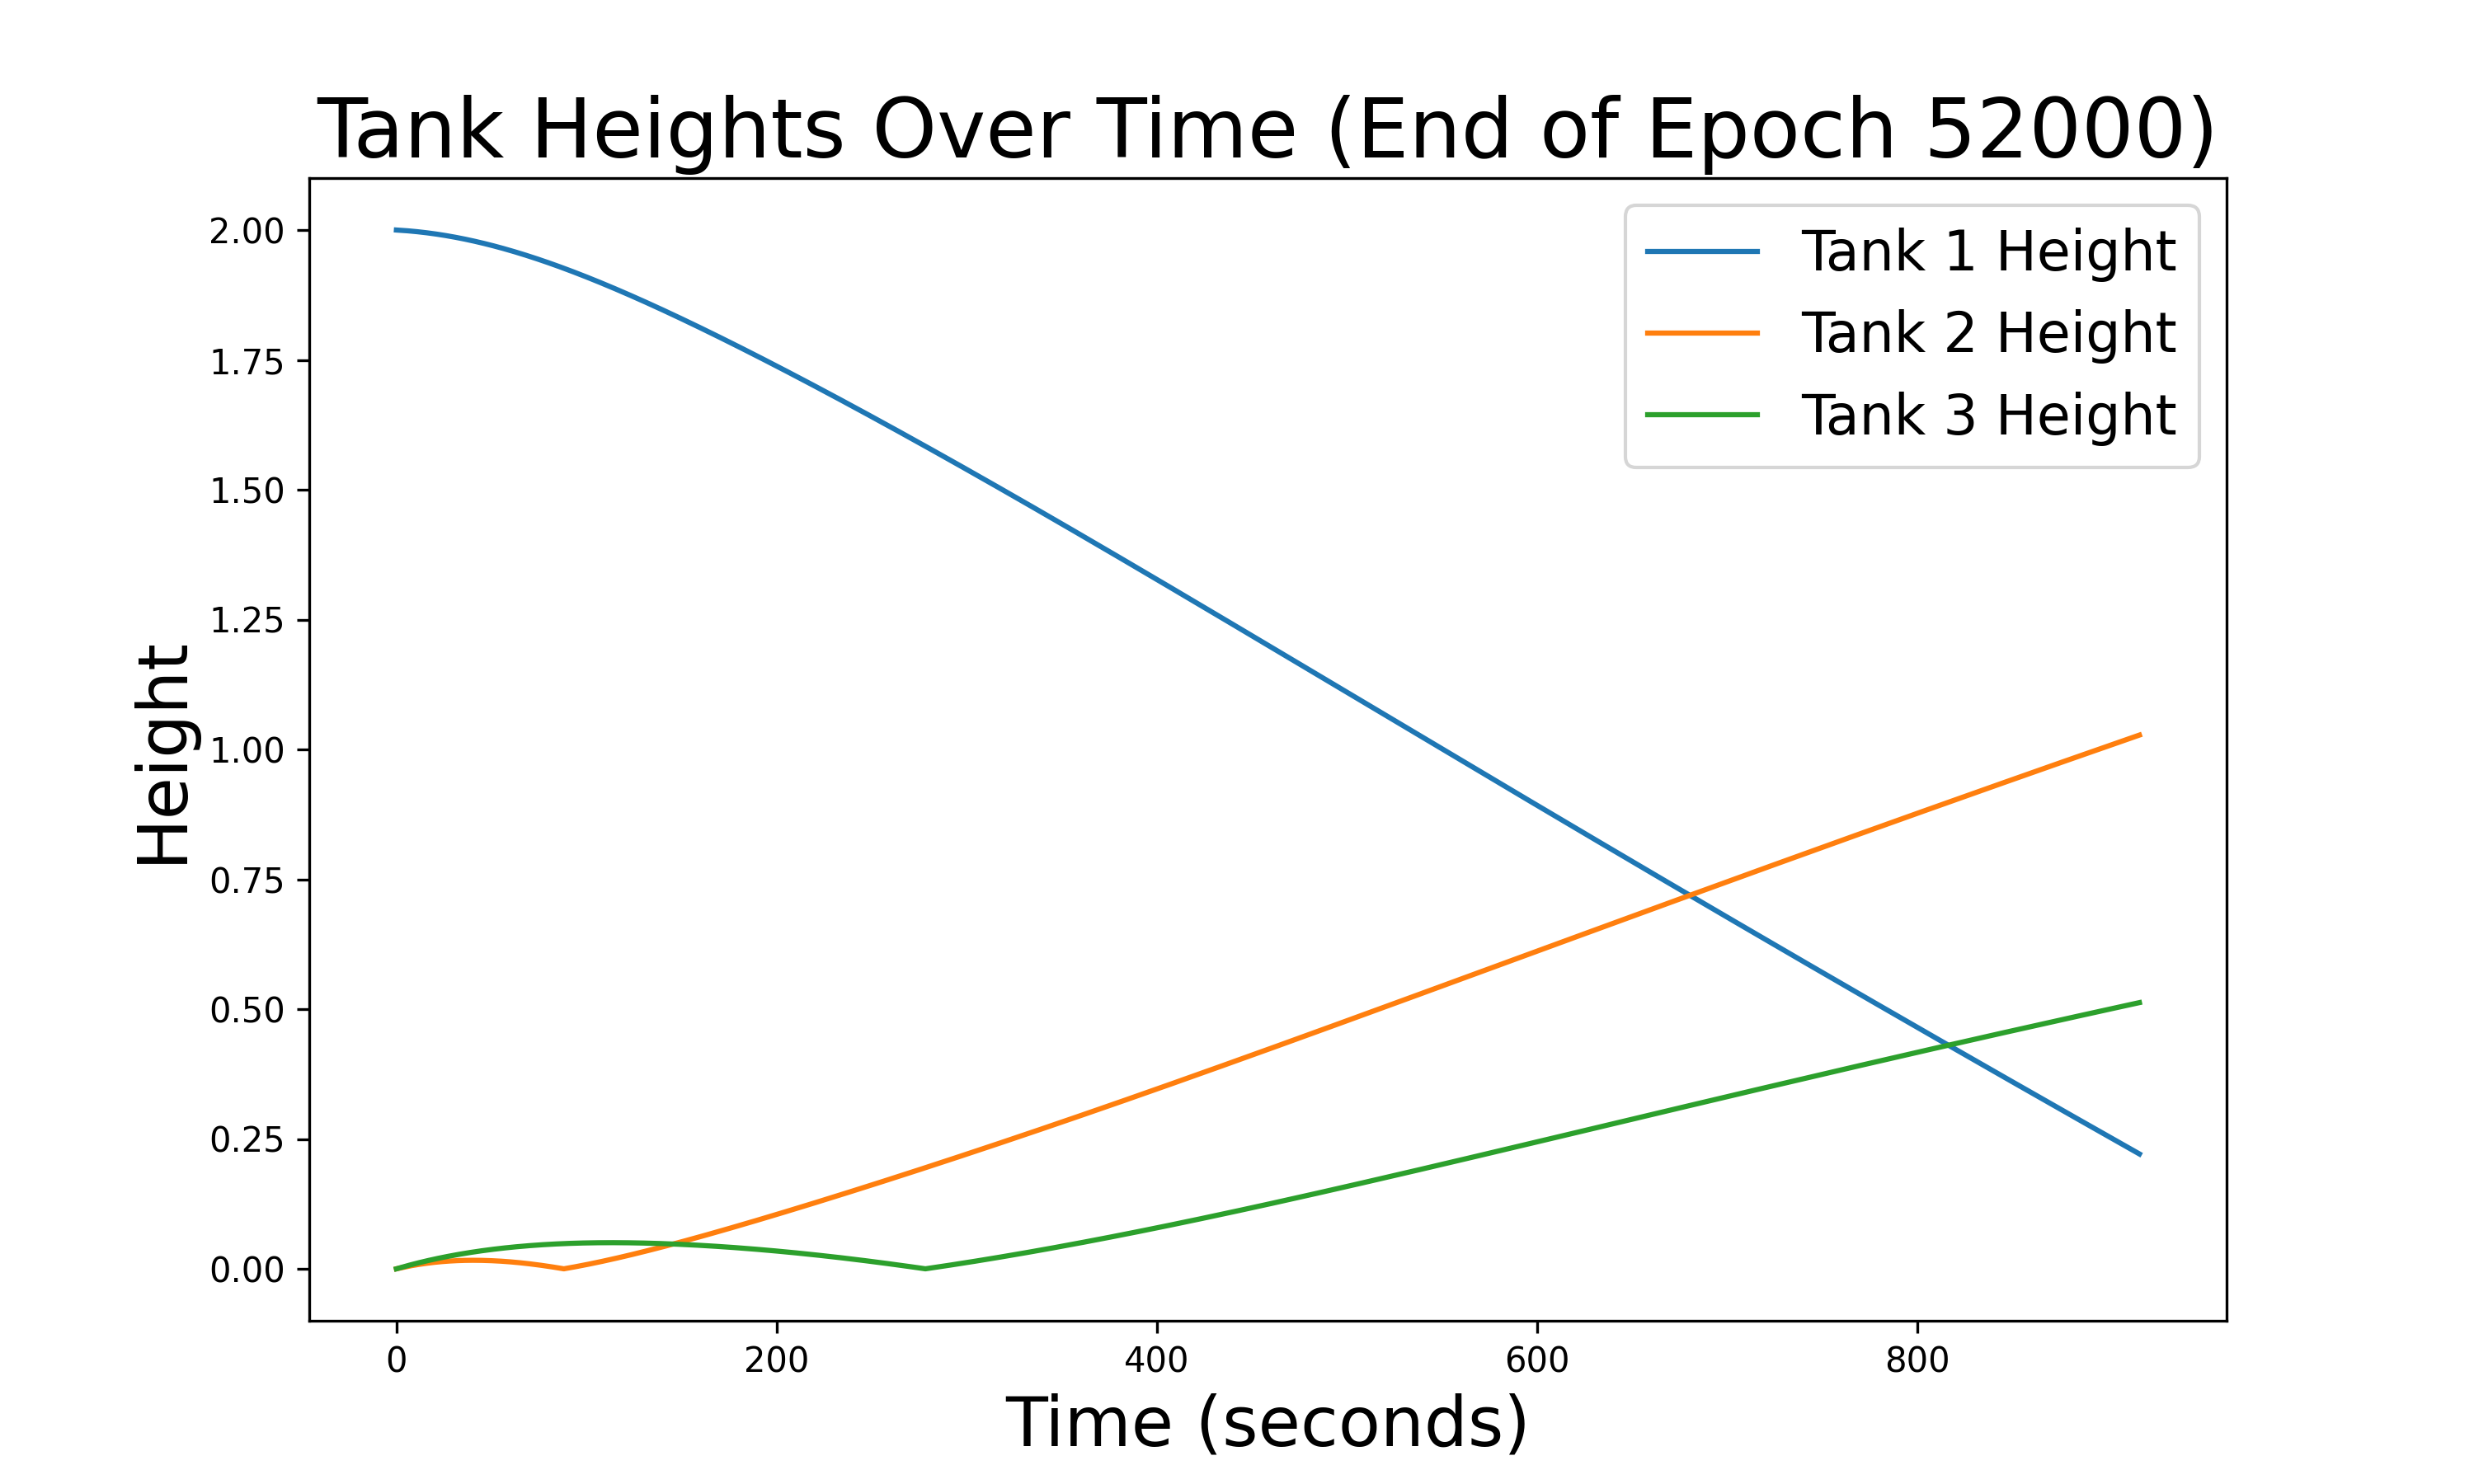 Tank Heights Over Time (End of Epoch 52000)
Tank 1 Height
Tank 2 Height
Tank 3 Height
2.00
1.75
1.50
1.25
1.00
0.75
0.50
0.25
0.00
Height
0 200 400 600 800
Time (seconds)